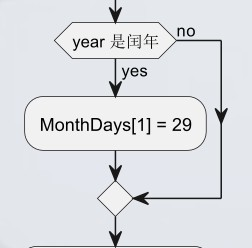 year 是闰年
no
yes
MonthDays[1] = 29